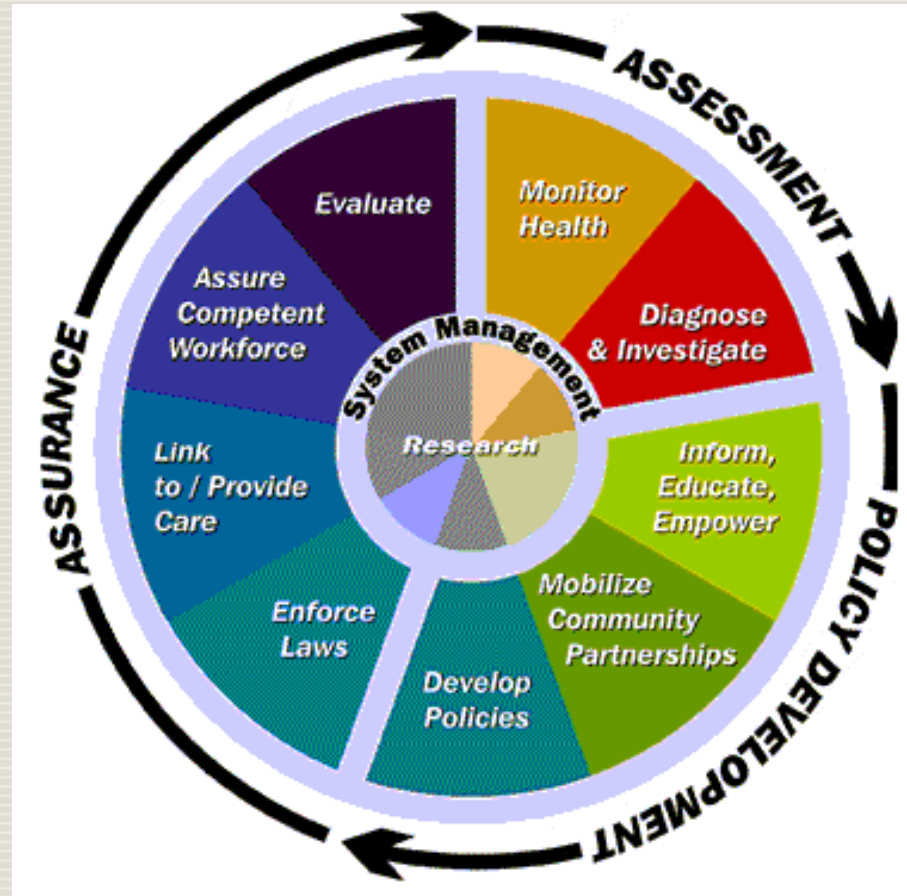 ASSESSMENT
Monitor
Health
Diagnose
& Investigate
POLICY DEVELOPMENT
Inform,
Educate,
Empower
Mobilize
Community
Partnerships
Develop
Policies
ASSURANCE
Enforce
Laws
Link
to / Provide
Care
Assure
Competent
Workforce
Evaluate
System Management
Research